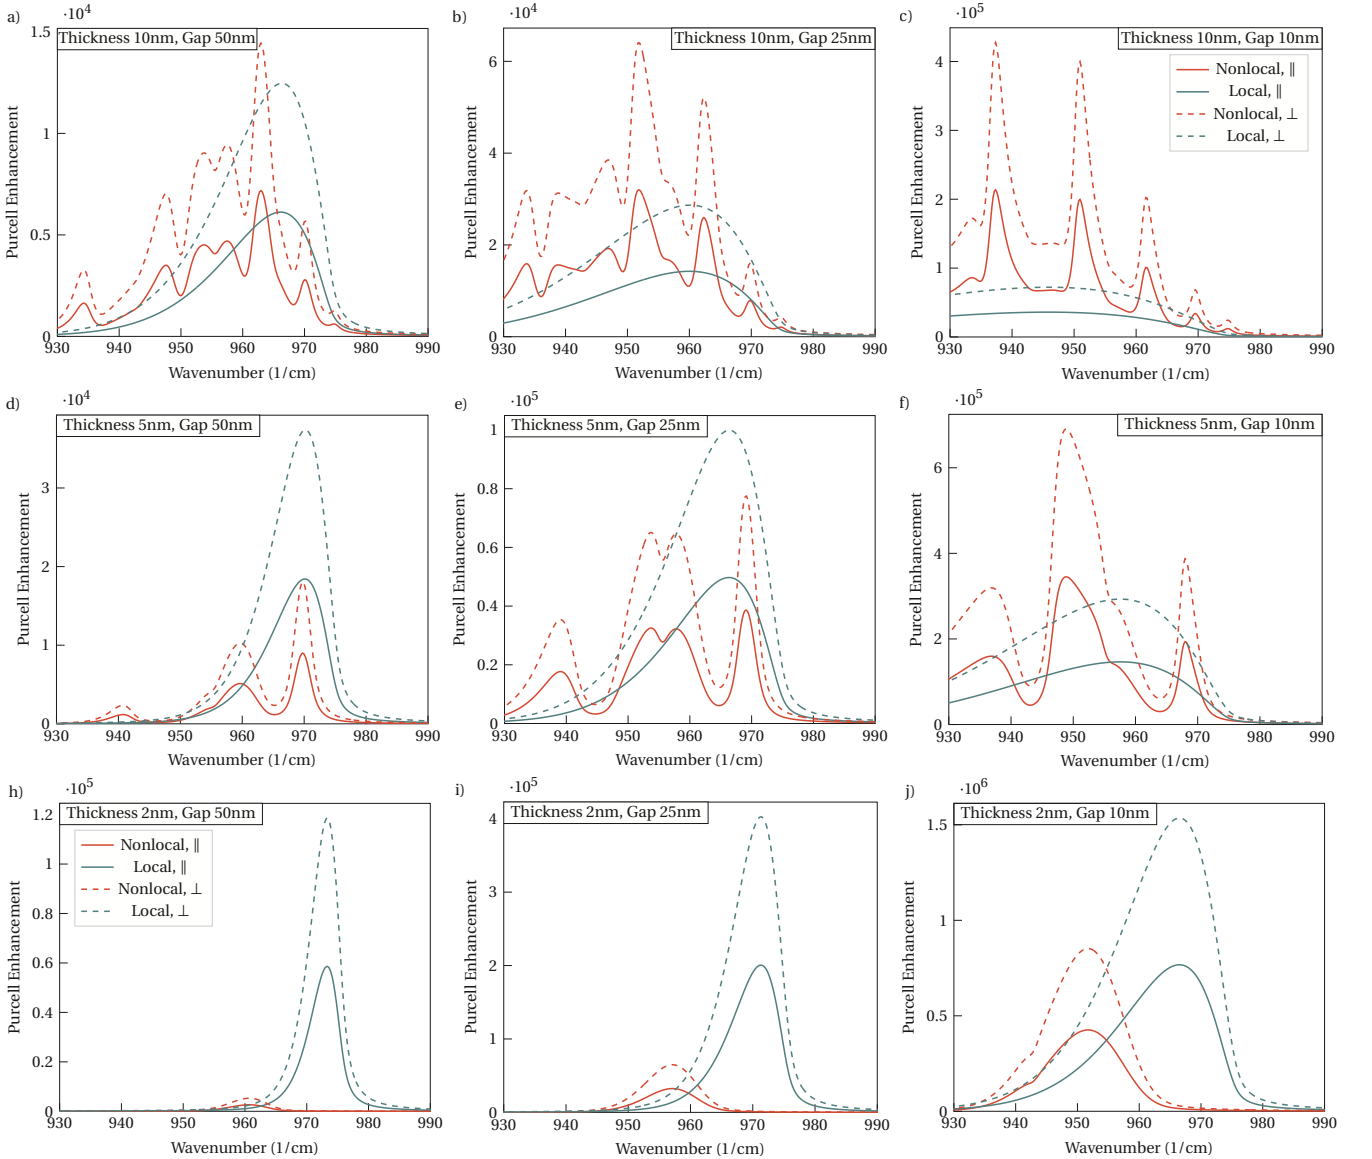 a)
·10^4
Thickness 10nm, Gap 50nm
1.5
1
0.5
0
Purcell Enhancement
930 940 950 960 970 980 990
Wavenumber (1/cm)
b)
·10^4
Thickness 10nm, Gap 25nm
6
4
2
0
Purcell Enhancement
930 940 950 960 970 980 990
Wavenumber (1/cm)
c)
·10^5
Thickness 10nm, Gap 10nm
Nonlocal, ∥
Local, ∥
Nonlocal, ⊥
Local, ⊥
4
3
2
1
0
Purcell Enhancement
930 940 950 960 970 980 990
Wavenumber (1/cm)
d)
·10^4
Thickness 5nm, Gap 50nm
3
2
1
0
Purcell Enhancement
930 940 950 960 970 980 990
Wavenumber (1/cm)
e)
·10^5
Thickness 5nm, Gap 25nm
1
0.8
0.6
0.4
0.2
0
Purcell Enhancement
930 940 950 960 970 980 990
Wavenumber (1/cm)
f)
·10^5
Thickness 5nm, Gap 10nm
6
4
2
0
Purcell Enhancement
930 940 950 960 970 980 990
Wavenumber (1/cm)
h)
·10^5
Thickness 2nm, Gap 50nm
Nonlocal, ∥
Local, ∥
Nonlocal, ⊥
Local, ⊥
1.2
1
0.8
0.6
0.4
0.2
0
Purcell Enhancement
930 940 950 960 970 980 990
Wavenumber (1/cm)
i)
·10^5
Thickness 2nm, Gap 25nm
4
3
2
1
0
Purcell Enhancement
930 940 950 960 970 980 990
Wavenumber (1/cm)
j)
·10^6
Thickness 2nm, Gap 10nm
1.5
1
0.5
0
Purcell Enhancement
930 940 950 960 970 980 990
Wavenumber (1/cm)